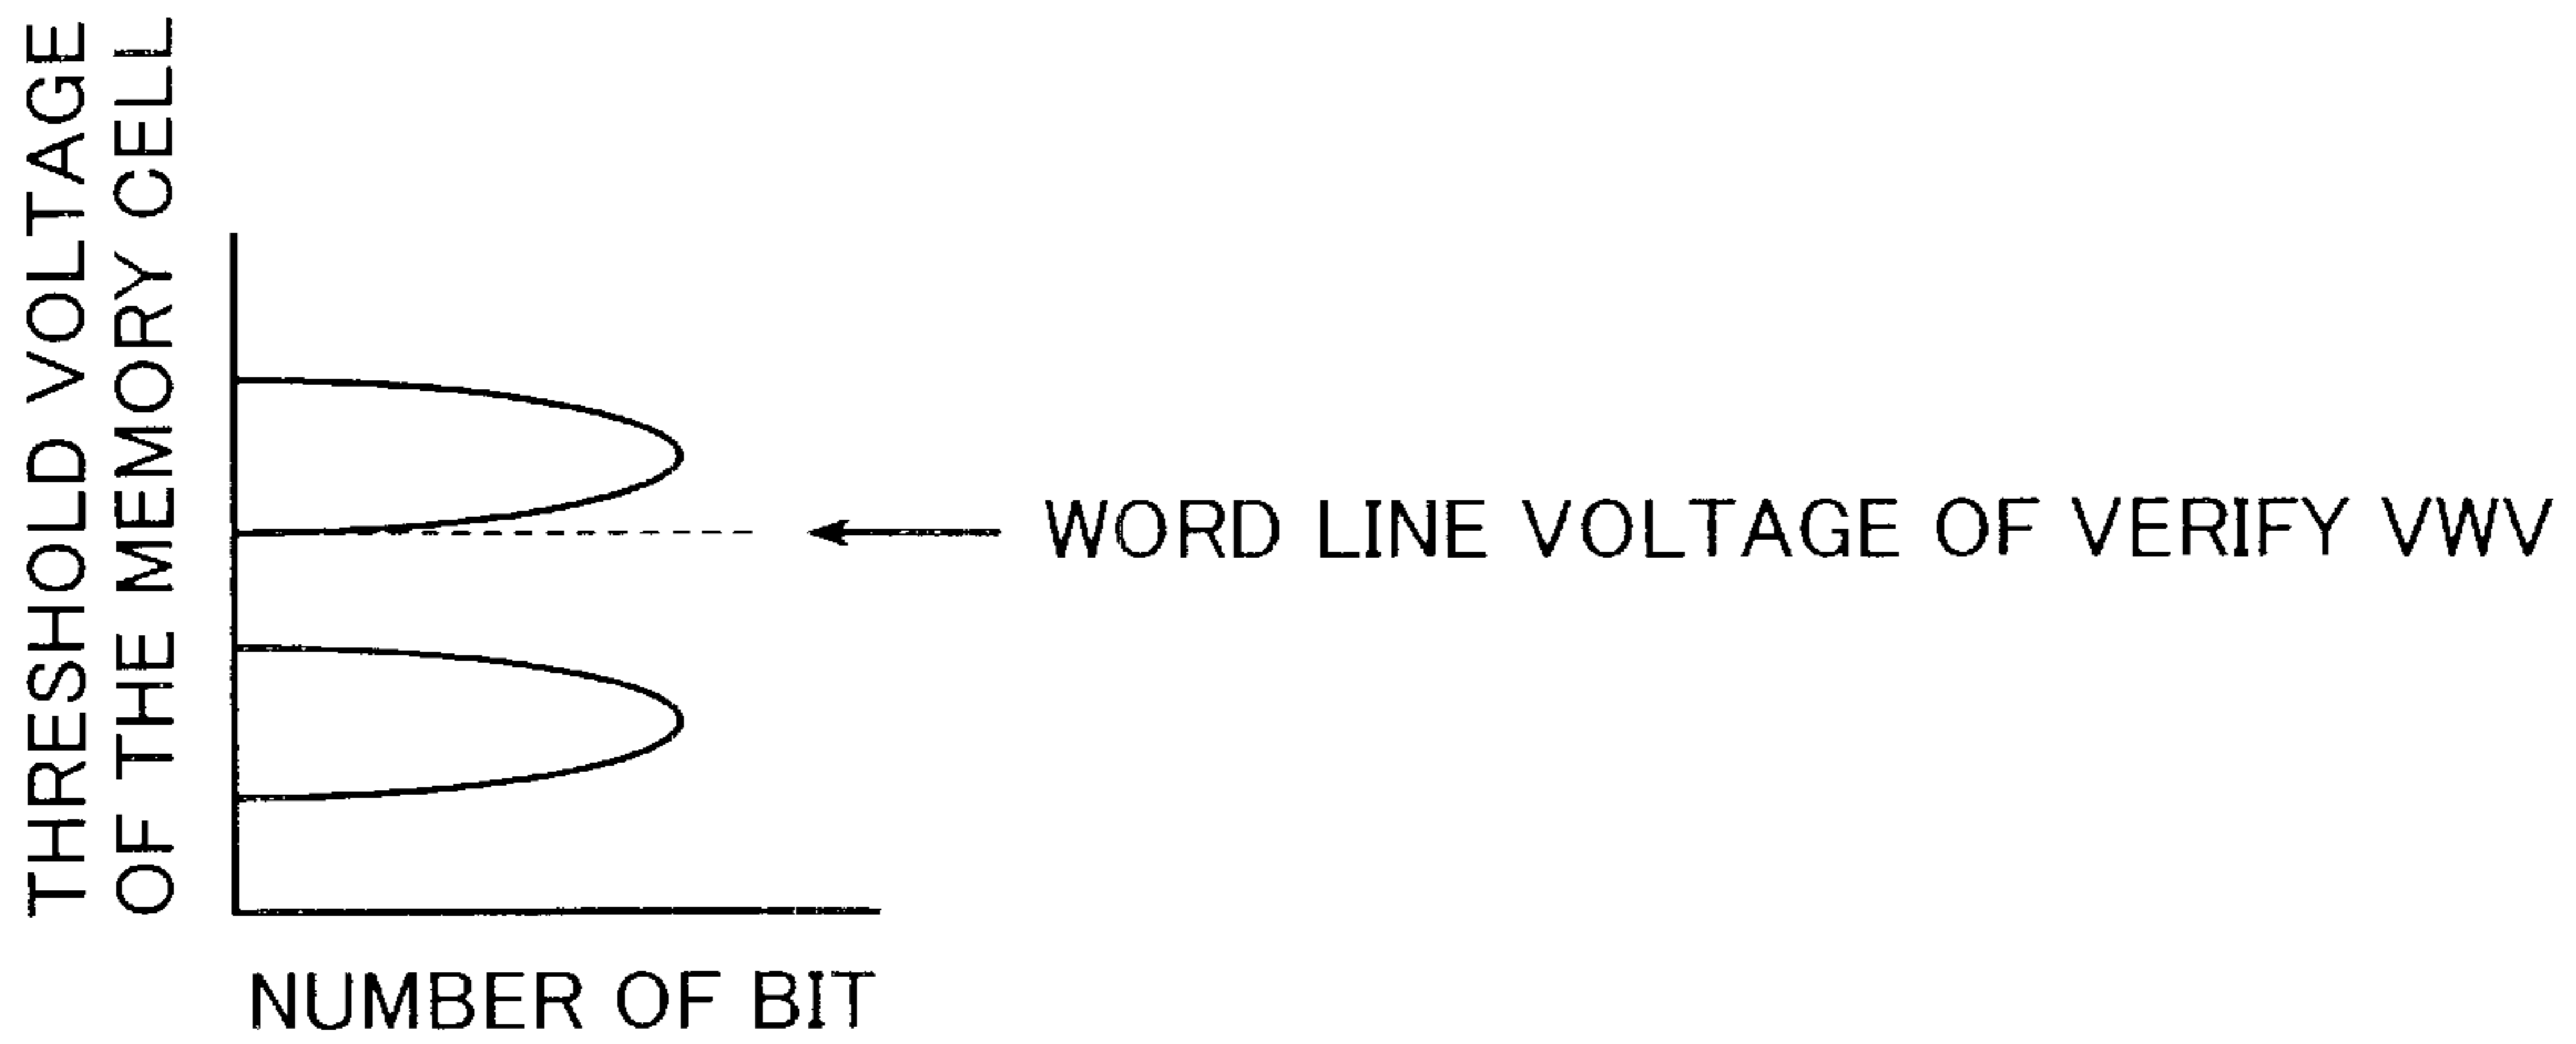 THRESHOLD VOLTAGE
OF THE MEMORY CELL
WORD LINE VOLTAGE OF VERIFY VWV
NUMBER OF BIT